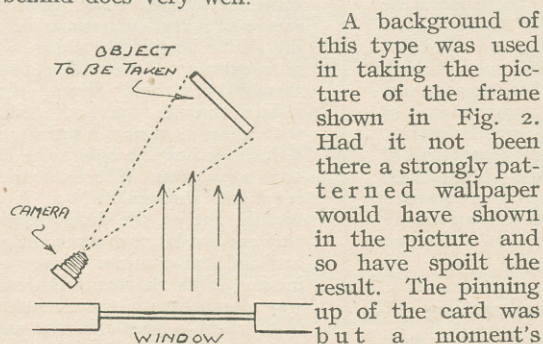 behind does very well.
OBJECT
TO BE TAKEN
CAMERA
WINDOW
A background of
this type was used
in taking the pic-
ture of the frame
shown in Fig. 2.
Had it not been
there a strongly pat-
terned wallpaper
would have shown
in the picture and
so have spoilt the
result. The pinning
up of the card was
but a moment's